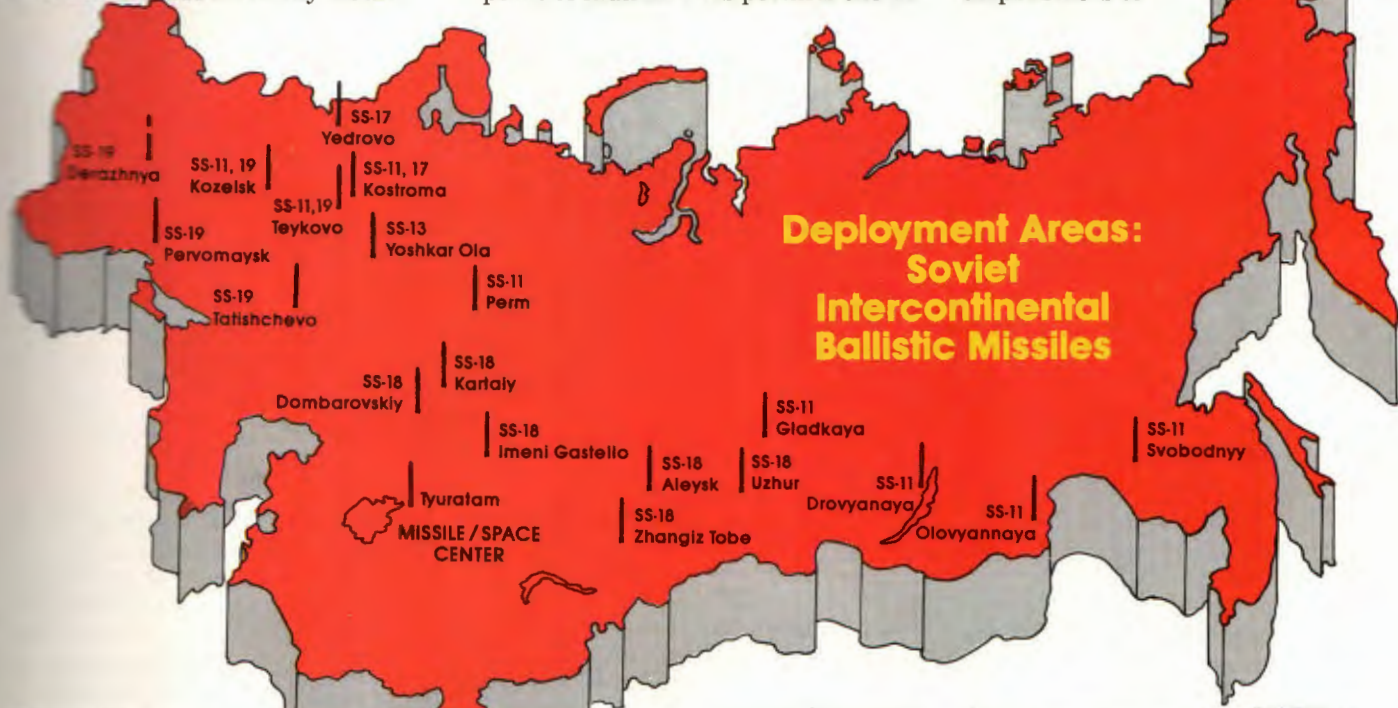 SS-17
Yedrovo
SS-19
Derazhnya
SS-11, 19
Kozelsk
SS-11, 17
Kostroma
SS-11,19
Teykovo
SS-19
Pervomaysk
SS-13
Yoshkar Ola
SS-11
Perm
SS-19
Tatishchevo
Deployment Areas:
Soviet
Intercontinental
Ballistic Missiles
SS-18
Kartaly
SS-18
Dombarovskiy
SS-18
Imeni Gastello
SS-11
Gladkaya
SS-11
Svobodnyy
SS-18
Aleysk
SS-18
Uzhur
SS-11
Drovyanaya
SS-11
Olovyannaya
Tyuratam
MISSILE / SPACE
CENTER
SS-18
Zhangiz Tobe